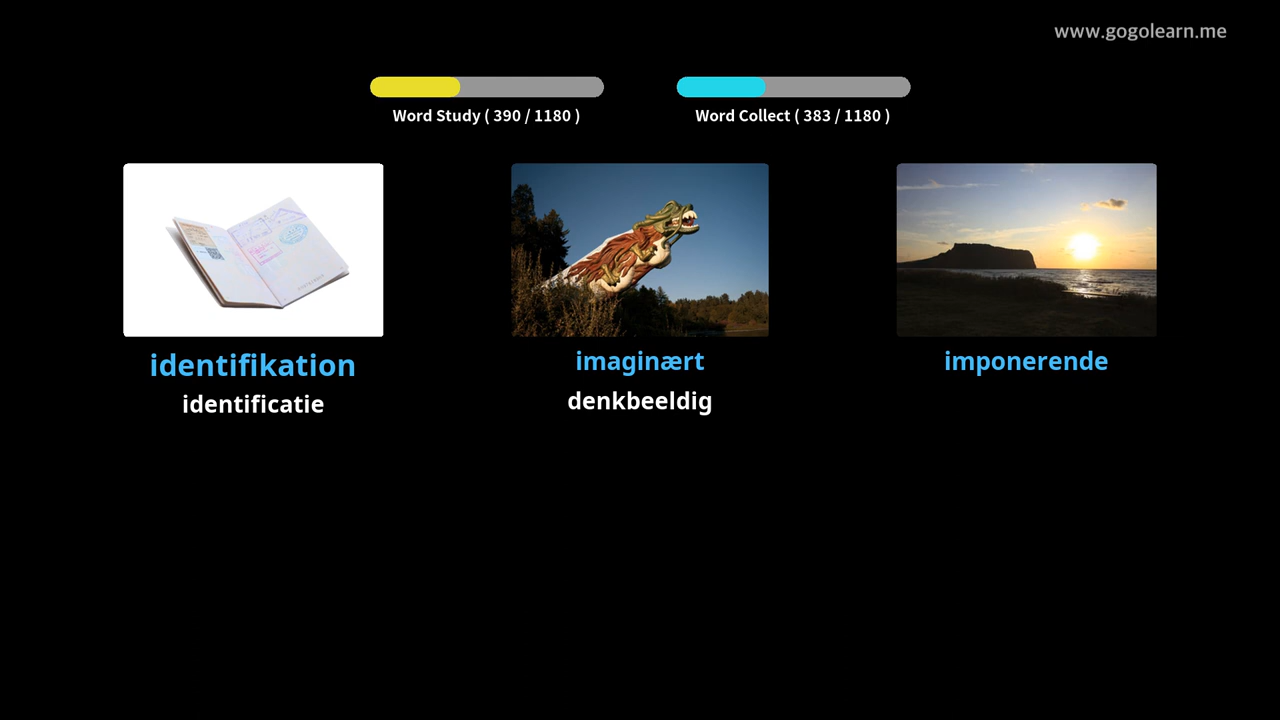 www.gogolearn.me
Word Study ( 390 / 1180 )
Word Collect ( 383 / 1180 )
identifikation
identificatie
imaginært
denkbeeldig
imponerende